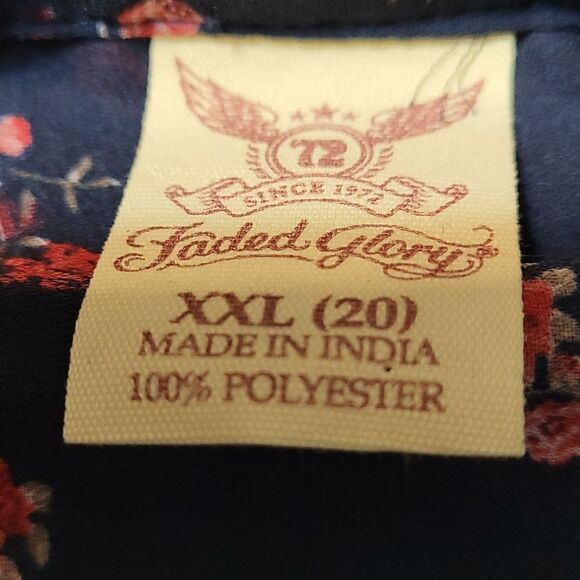 72
SINCE 1972
Faded Glory
XXL (20)
MADE IN INDIA
100% POLYESTER